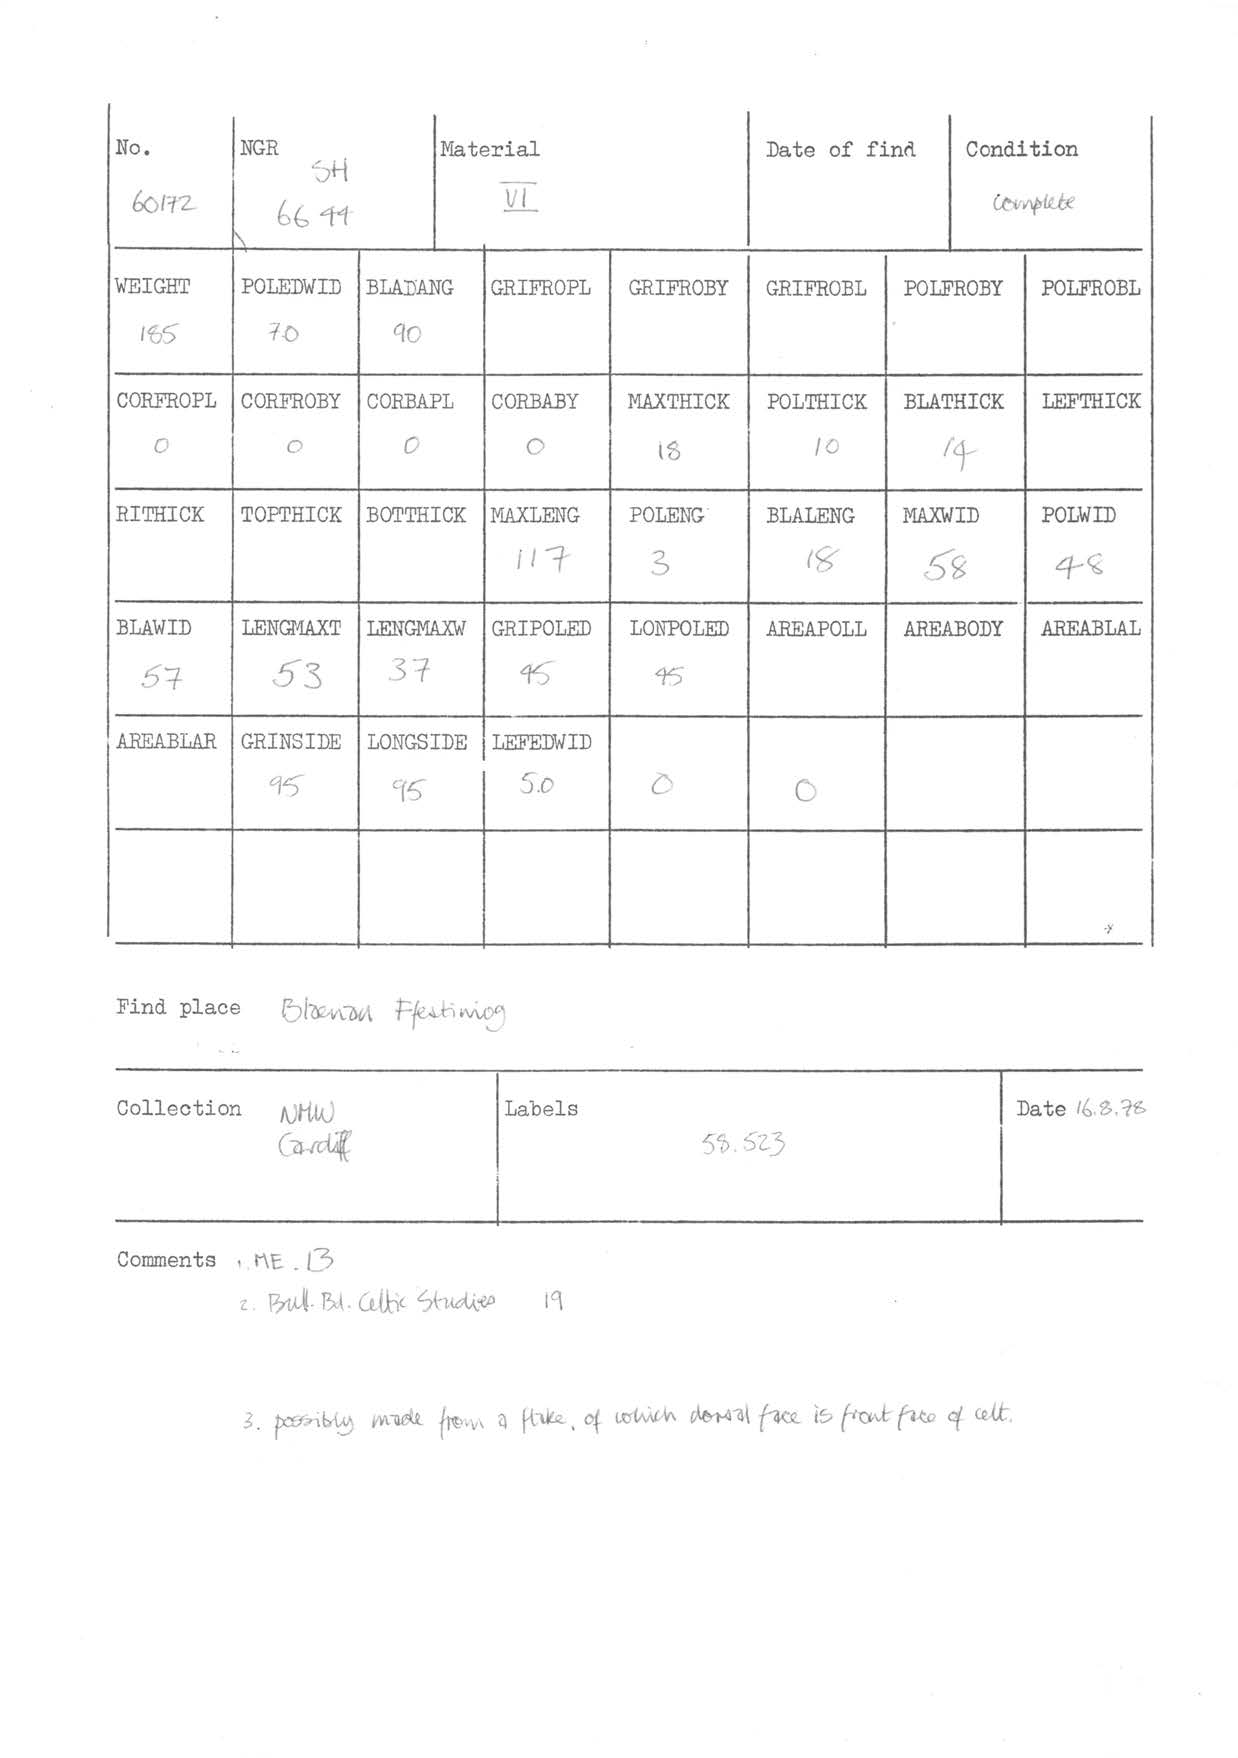 No. NGR Material Date of find Condition
SH
60172 66 44 VI complete
WEIGHT POLEDWID BLADANG GRIFROPL GRIFROBY GRIFROBL POLFROBY POLFROBL
185 70 90
CORFROPL CORFROBY CORBAPL CORBABY MAXTHICK POLTHICK BLATHICK LEFTHICK
0 0 0 0 18 10 14
RITHICK TOPTHICK BOTTHICK MAXLENG POLENG BLALENG MAXWID POLWID
117 3 18 58 48
BLAWID LENGMAXT LENGMAXW GRIPOLED LONPOLED AREAPOLL AREABODY AREABLAL
57 53 37 45 45
AREABLAR GRINSIDE LONGSIDE LEFEDWID
95 95 5.0 0 0
Find place Blaenau Ffestiniog
Collection NMW Labels Date 16.8.78
Cardiff 58.523
Comments 1. ME. 13
2. Bull. Bd. Celtic Studies 19
3. possibly made from a flake, of which dorsal face is front face of celt.